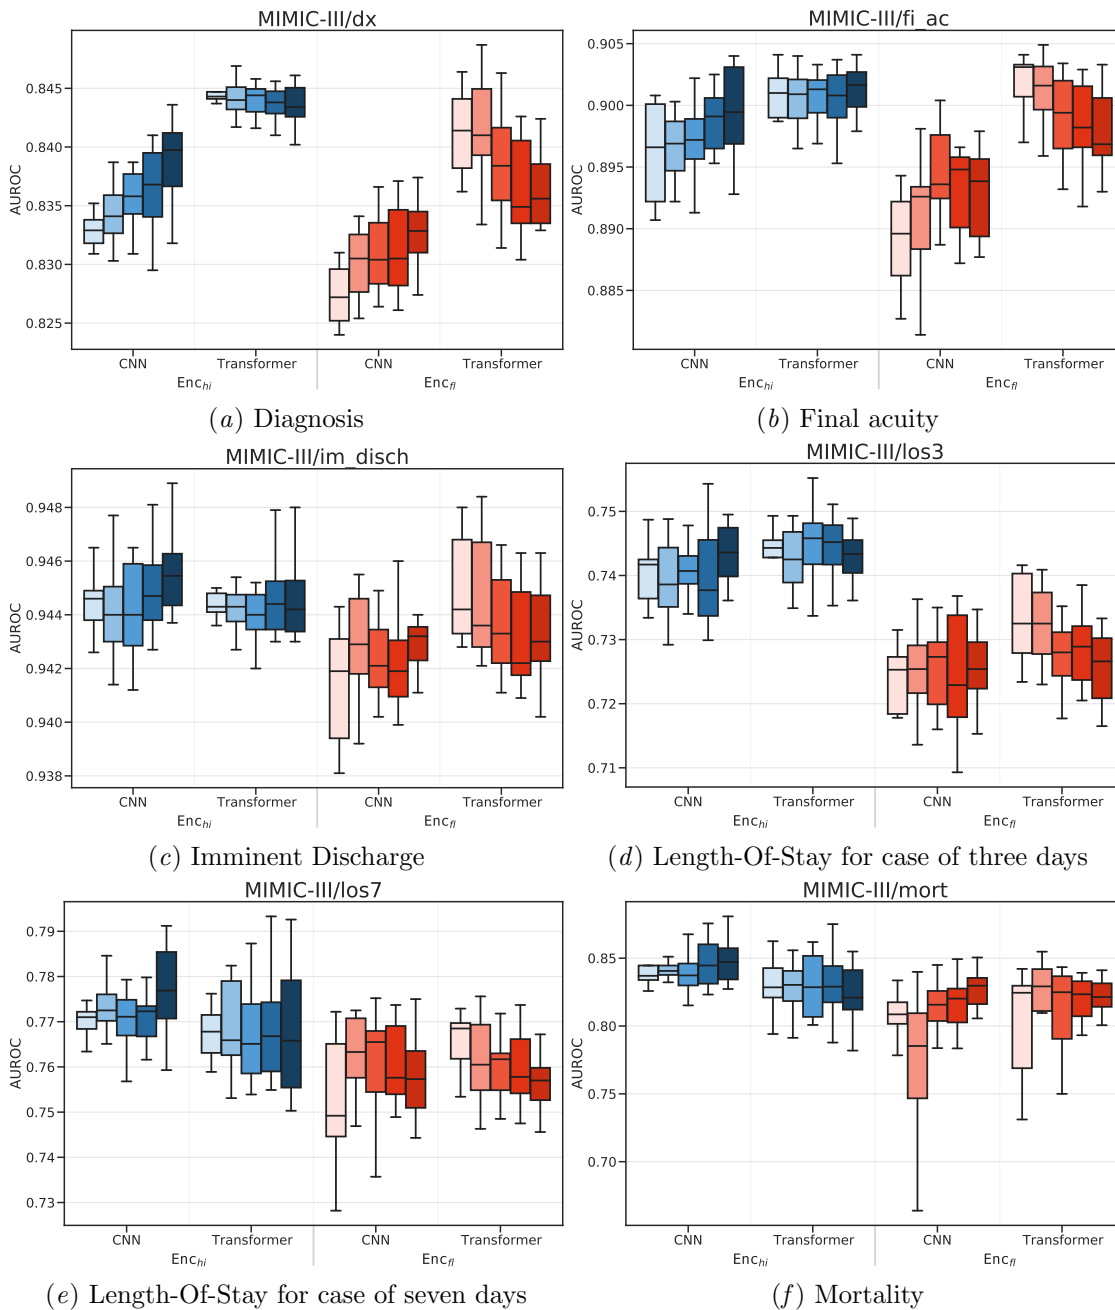 MIMIC-III/dx
AUROC
0.845
0.840
0.835
0.830
0.825
CNN Transformer CNN Transformer
Enc_hi Enc_fl
(a) Diagnosis
MIMIC-III/fi_ac
AUROC
0.905
0.900
0.895
0.890
0.885
CNN Transformer CNN Transformer
Enc_hi Enc_fl
(b) Final acuity
MIMIC-III/im_disch
AUROC
0.948
0.946
0.944
0.942
0.940
0.938
CNN Transformer CNN Transformer
Enc_hi Enc_fl
(c) Imminent Discharge
MIMIC-III/los3
AUROC
0.75
0.74
0.73
0.72
0.71
CNN Transformer CNN Transformer
Enc_hi Enc_fl
(d) Length-Of-Stay for case of three days
MIMIC-III/los7
AUROC
0.79
0.78
0.77
0.76
0.75
0.74
0.73
CNN Transformer CNN Transformer
Enc_hi Enc_fl
(e) Length-Of-Stay for case of seven days
MIMIC-III/mort
AUROC
0.85
0.80
0.75
0.70
CNN Transformer CNN Transformer
Enc_hi Enc_fl
(f) Mortality